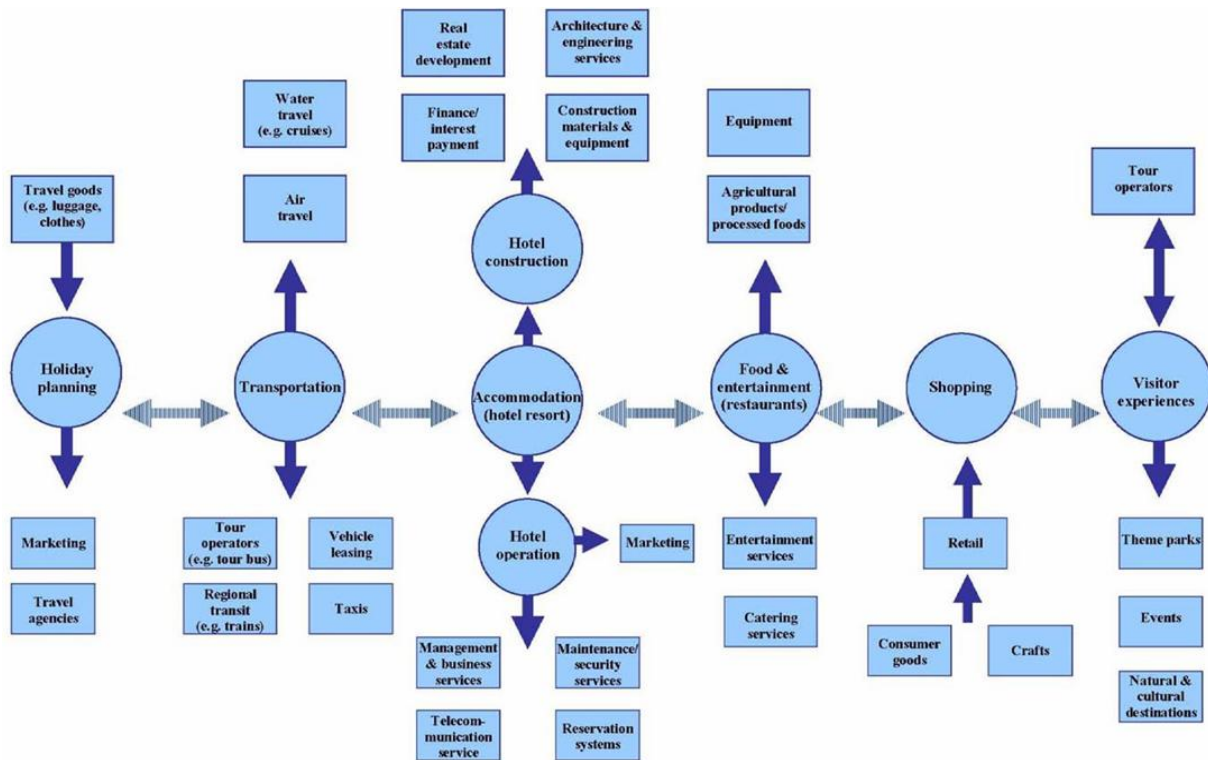 Real
estate
development
Architecture &
engineering
services
Water
travel
(e.g. cruises)
Finance/
interest
payment
Construction
materials &
equipment
Equipment
Travel goods
(e.g. luggage,
clothes)
Air
travel
Agricultural
products/
processed foods
Tour
operators
Hotel
construction
Holiday
planning
Transportation
Accommodation
(hotel resort)
Food &
entertainment
(restaurants)
Shopping
Visitor
experiences
Marketing
Tour
operators
(e.g. tour bus)
Vehicle
leasing
Hotel
operation
Marketing
Entertainment
services
Retail
Theme parks
Travel
agencies
Regional
transit
(e.g. trains)
Taxis
Catering
services
Events
Management
& business
services
Maintenance/
security
services
Consumer
goods
Crafts
Telecom-
munication
service
Reservation
systems
Natural &
cultural
destinations